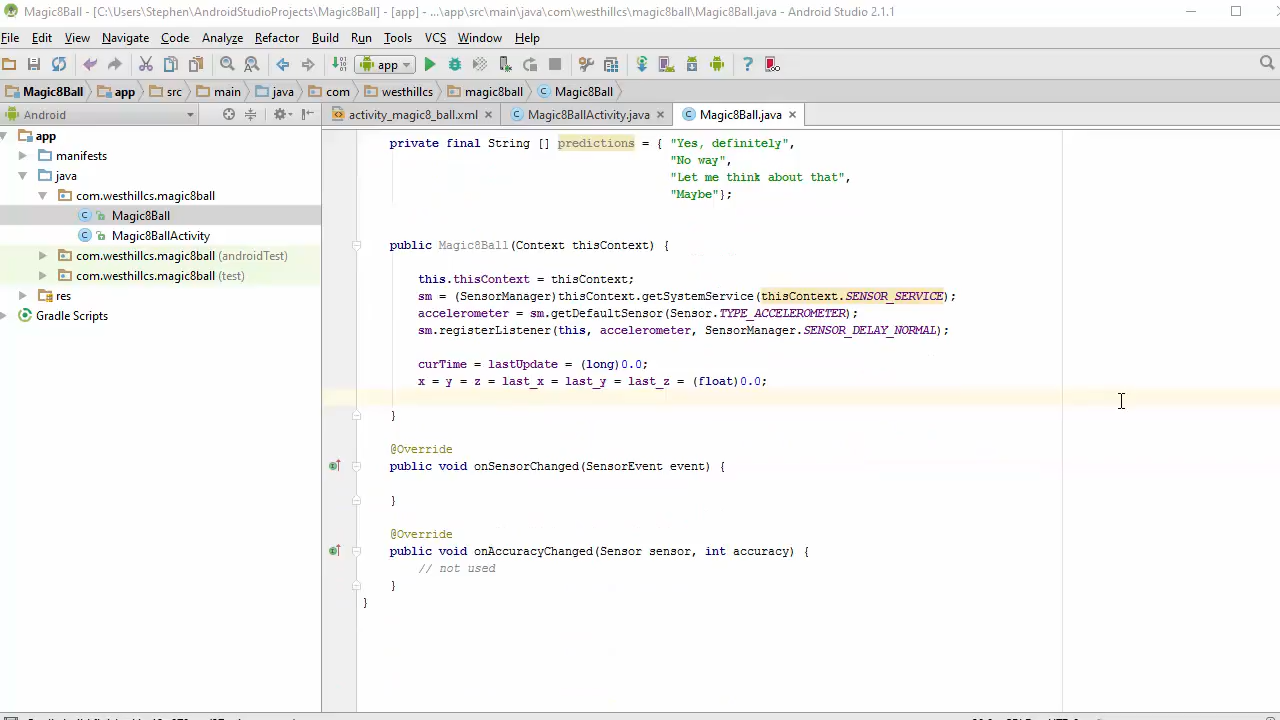 Magic8Ball - [C:\Users\Stephen\AndroidStudioProjects\Magic8Ball] - [app] - ...\app\src\main\java\com\westhillcs\magic8ball\Magic8Ball.java - Android Studio 2.1.1
File Edit View Navigate Code Analyze Refactor Build Run Tools VCS Window Help
app
Magic8Ball app src main java com westhillcs magic8ball Magic8Ball
Android
activity_magic8_ball.xml Magic8BallActivity.java Magic8Ball.java
app
manifests
java
com.westhillcs.magic8ball
Magic8Ball
Magic8BallActivity
com.westhillcs.magic8ball (androidTest)
com.westhillcs.magic8ball (test)
res
Gradle Scripts
private final String [] predictions = { "Yes, definitely",
"No way",
"Let me think about that",
"Maybe"};
public Magic8Ball(Context thisContext) {
this.thisContext = thisContext;
sm = (SensorManager)thisContext.getSystemService(thisContext.SENSOR_SERVICE);
accelerometer = sm.getDefaultSensor(Sensor.TYPE_ACCELEROMETER);
sm.registerListener(this, accelerometer, SensorManager.SENSOR_DELAY_NORMAL);
curTime = lastUpdate = (long)0.0;
x = y = z = last_x = last_y = last_z = (float)0.0;
}
@Override
public void onSensorChanged(SensorEvent event) {
}
@Override
public void onAccuracyChanged(Sensor sensor, int accuracy) {
// not used
}
}